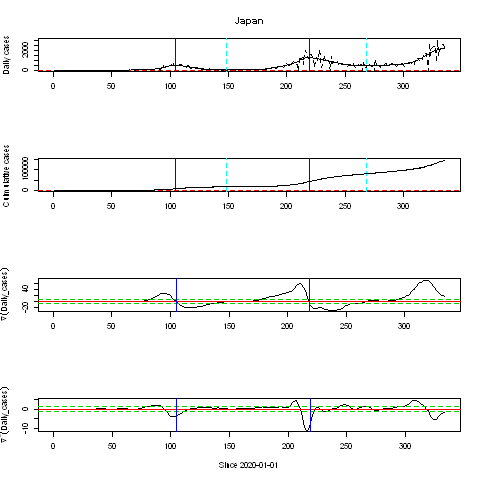 Japan
Daily cases
0
2000
0 50 100 150 200 250 300
Culmulative cases
0
100000
0 50 100 150 200 250 300
∇(Daily_cases)
-20
20
40
0 50 100 150 200 250 300
∇'(Daily_cases)
-10
0
0 50 100 150 200 250 300
Since 2020-01-01